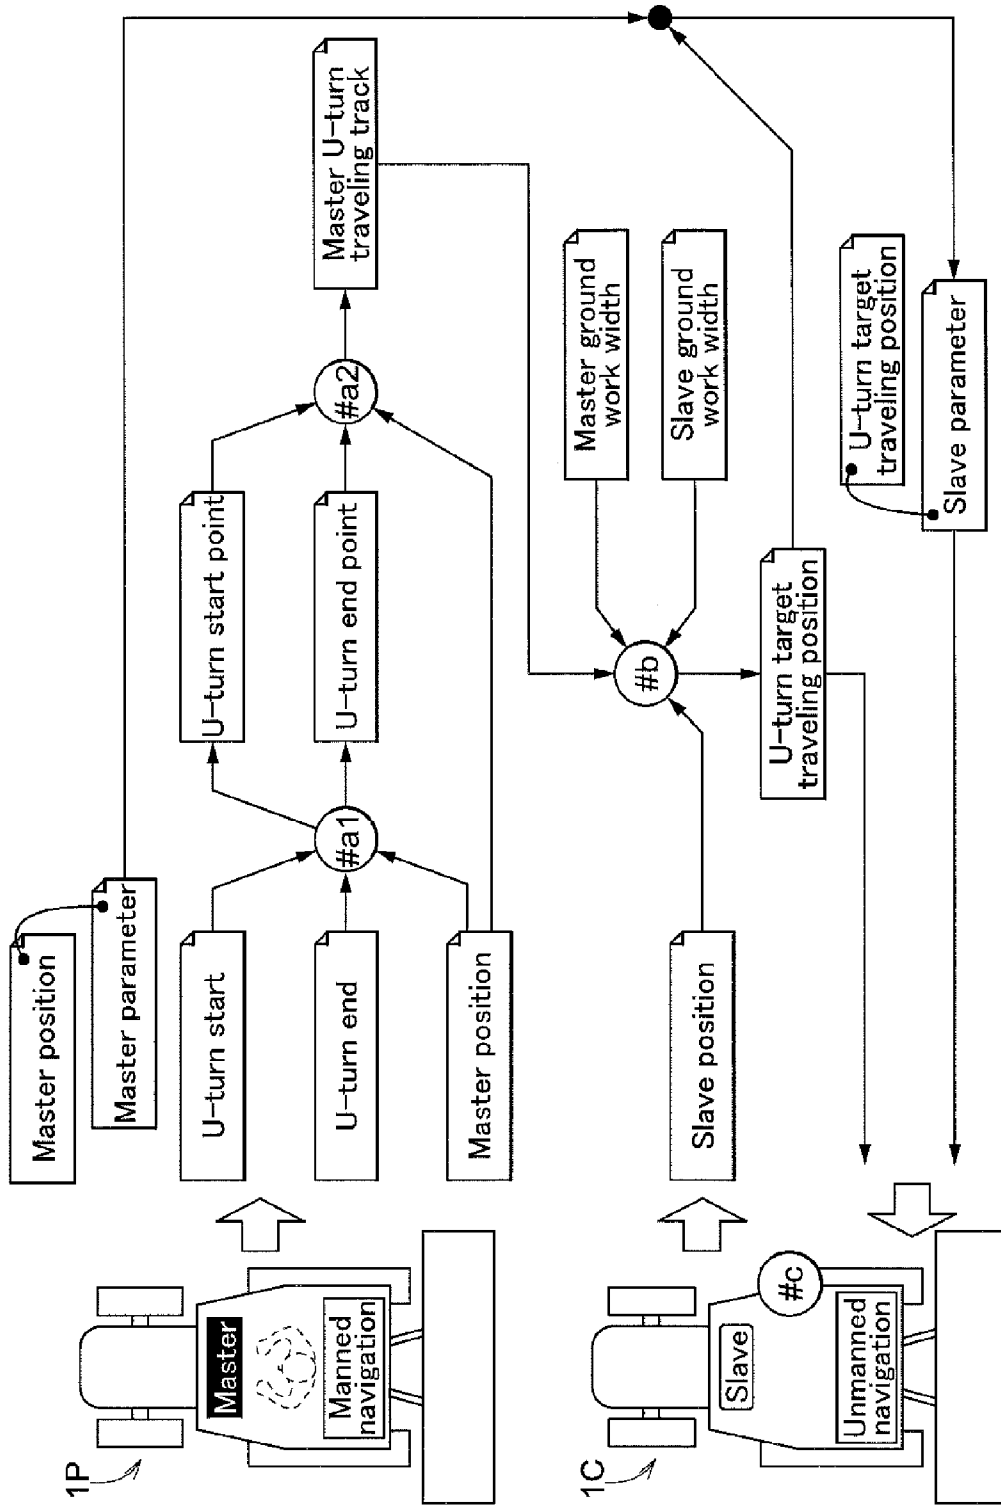 1P
Master
Manned
navigation
Master position
Master parameter
U-turn start
U-turn end
Master position
#a1
U-turn start point
U-turn end point
#a2
Master U-turn
traveling track
1C
Slave
Unmanned
navigation
#c
Slave position
#b
Master ground
work width
Slave ground
work width
U-turn target
traveling position
U-turn target
traveling position
Slave parameter